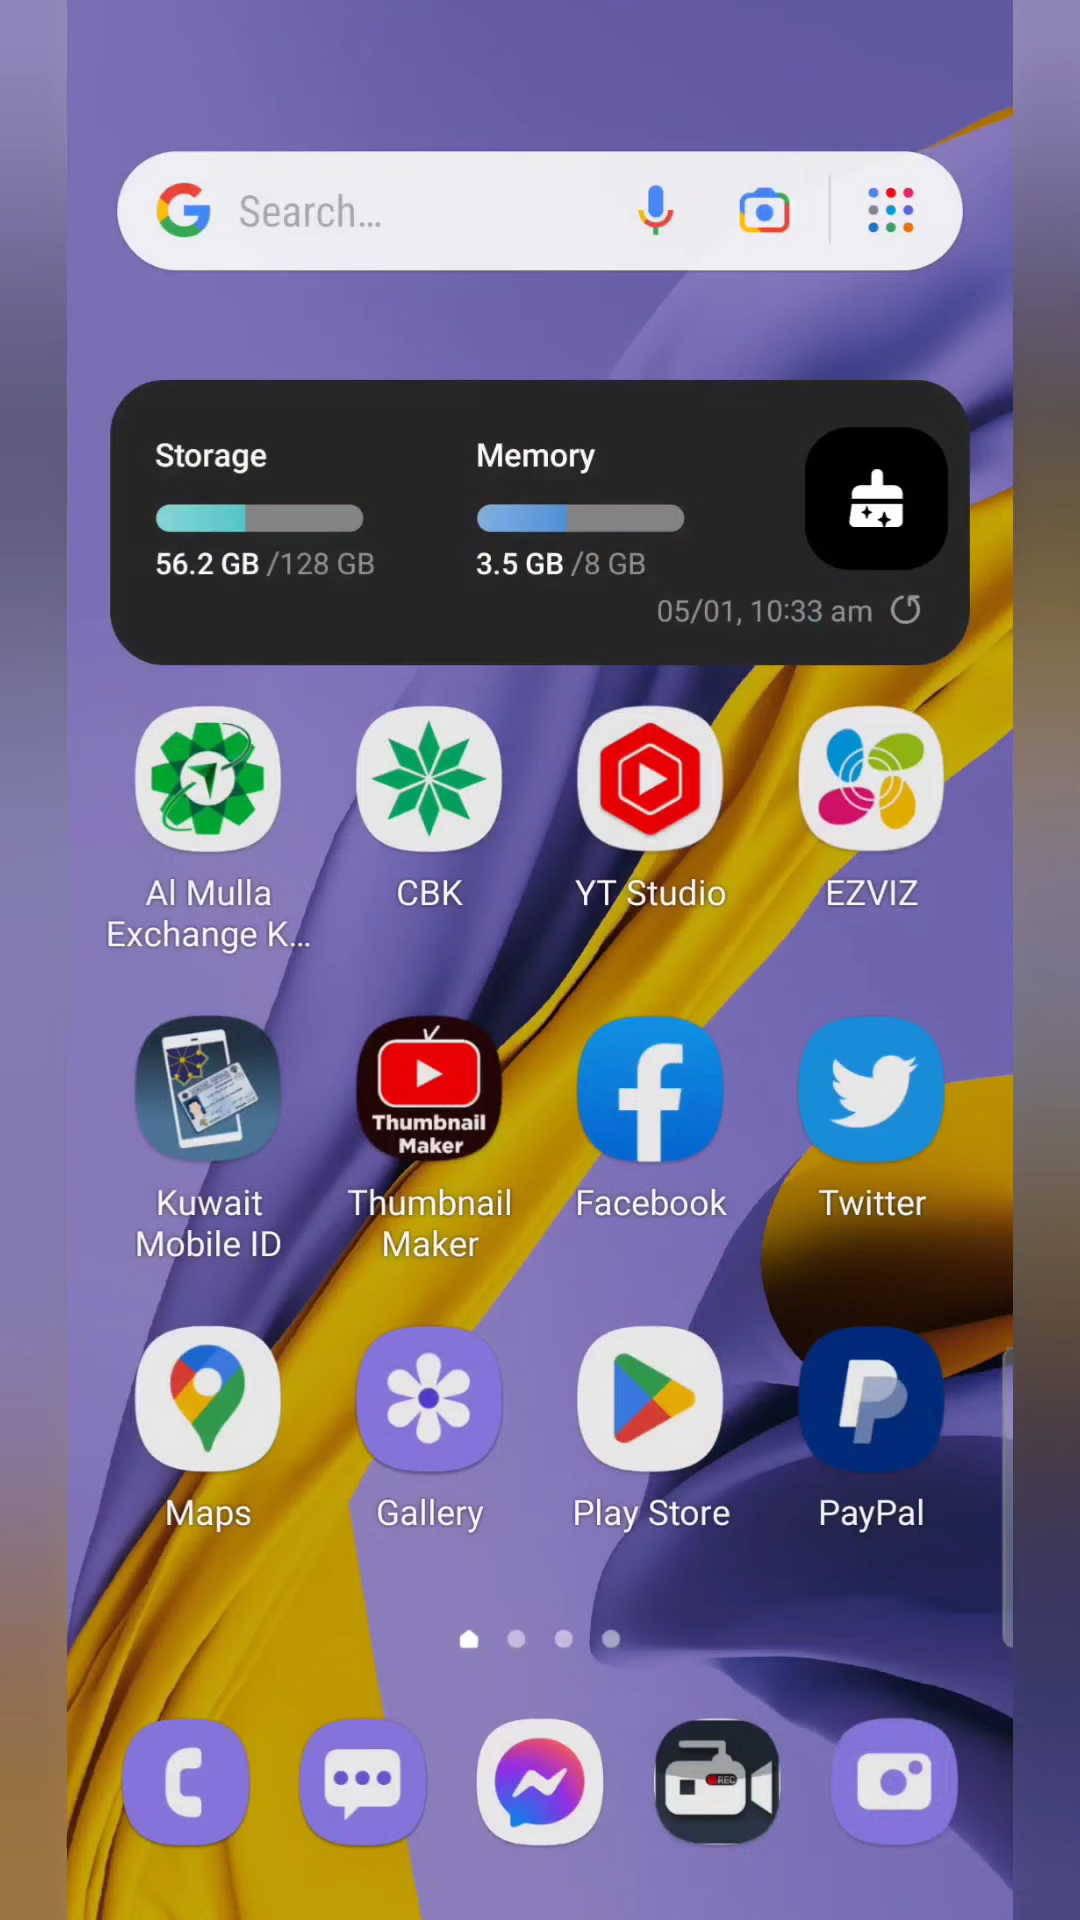 Search...
Storage
Memory
56.2 GB /128 GB
3.5 GB /8 GB
05/01, 10:33 am
Al Mulla
Exchange K...
CBK
YT Studio
EZVIZ
Thumbnail
Maker
Kuwait
Mobile ID
Thumbnail
Maker
Facebook
Twitter
Maps
Gallery
Play Store
PayPal
REC